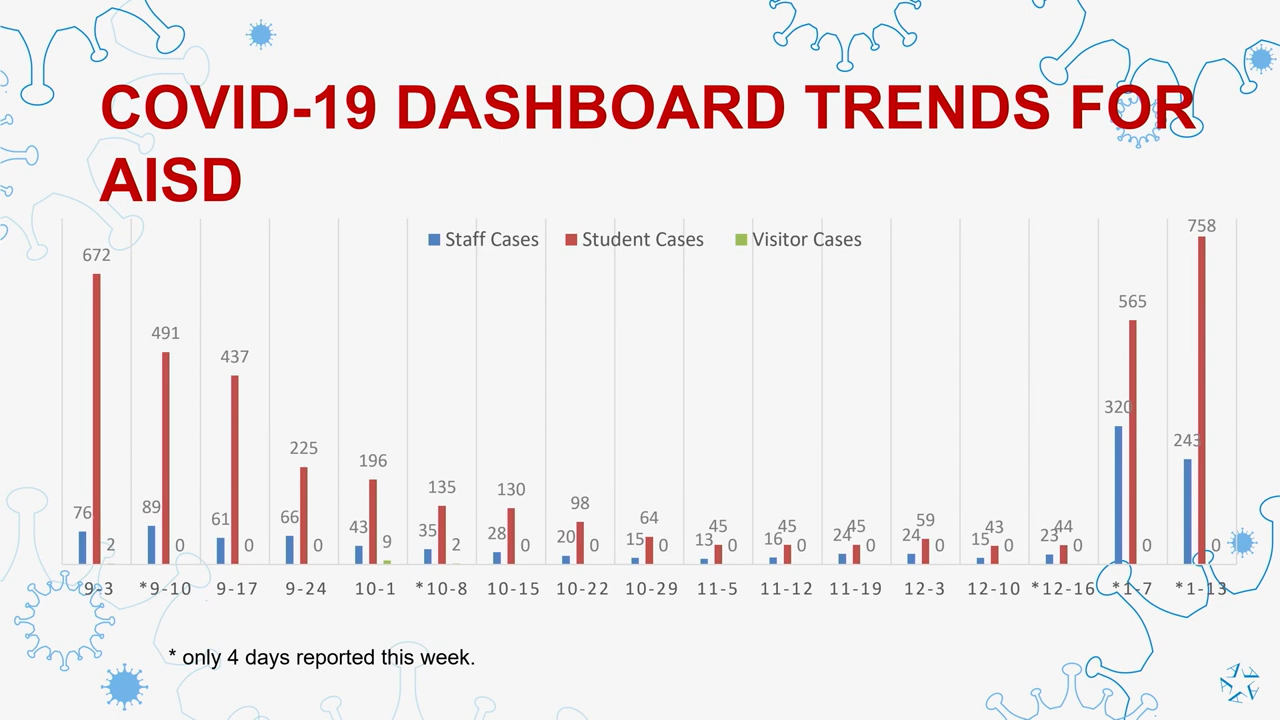 COVID-19 DASHBOARD TRENDS FOR
AISD
Staff Cases Student Cases Visitor Cases
672 491 437 225 196 135 130 98 64 45 45 45 59 43 44 565 758
76 89 61 66 43 35 28 20 15 13 16 24 24 15 23 320 243
2 0 0 0 9 2 0 0 0 0 0 0 0 0 0 0 0
9-3 *9-10 9-17 9-24 10-1 *10-8 10-15 10-22 10-29 11-5 11-12 11-19 12-3 12-10 *12-16 *1-7 *1-13
* only 4 days reported this week.